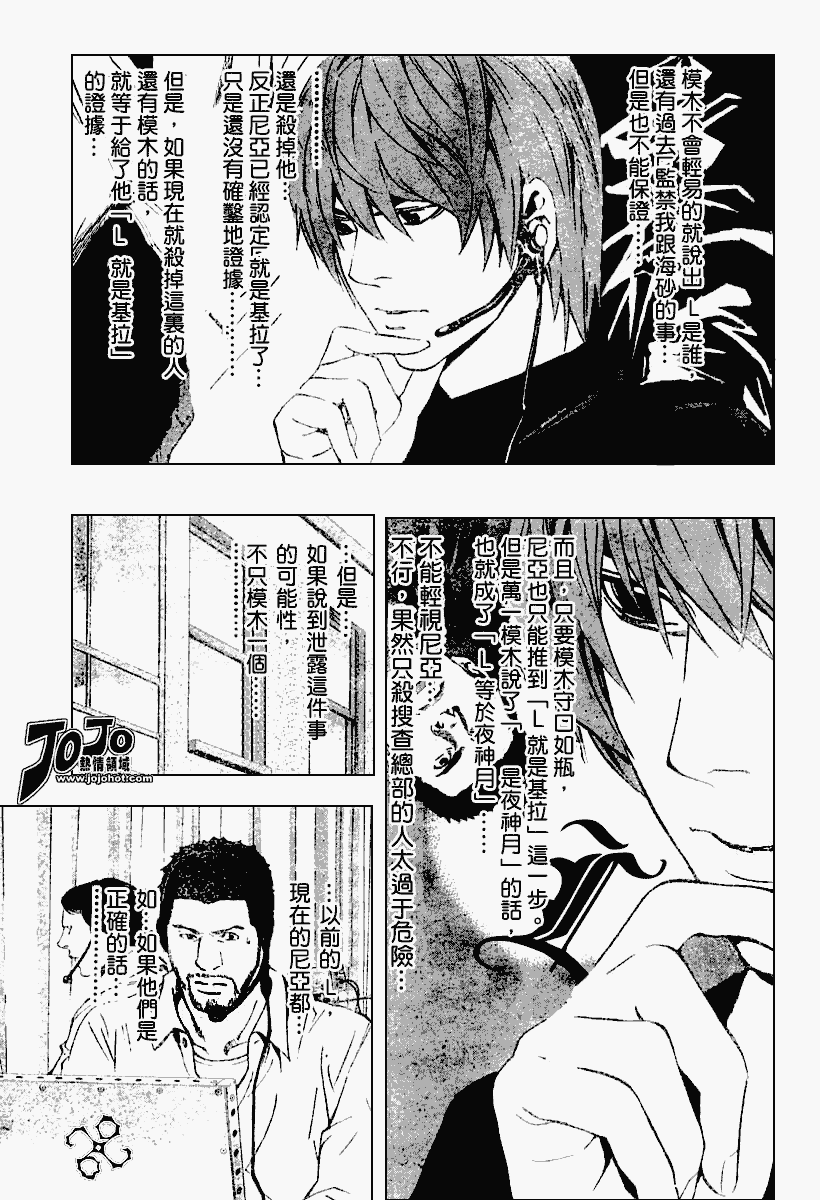 模木不會輕易的就說出 L是誰，
還有過去 監禁我跟海砂的事…
但是也不能保證………
…………
還是殺掉他…
反正尼亞已經認定「就是基拉了…
只是還沒有確鑿地證據………
但是，如果現在就殺掉這裏的人
還有模木的話，
就等于給了他「L 就是基拉」
的證據…
而且，只要模木守口如瓶，
尼亞也只能推到「L 就是基拉」這一步。
但是萬一模木說了「 是夜神月」的話，
也就成了「L 等於夜神月」……
不能輕視尼亞…
不行，果然只殺搜查總部的人太過于危險…
…但是…
如果說到泄露這件事
的可能性，
不只模木一個………
JOJO
熱情領域
www.jojohot.com
…以前的 L，
現在的尼亞都…
如…如果他們是
正確的話…
L